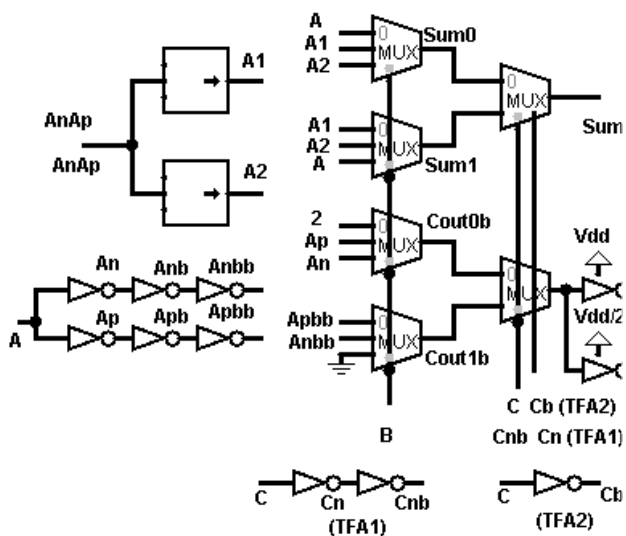 A
0
Sum0
A1
MUX
A2
A1
A2
0
MUX
Sum
AnAp
AnAp
A1
A2
A
MUX
Sum1
2
0
Cout0b
Ap
MUX
An
Vdd
0
MUX
Vdd/2
An
Anb
Anbb
A
Ap
Apb
Apbb
Apbb
0
Anbb
MUX
Cout1b
B
C Cb (TFA2)
Cnb Cn (TFA1)
C
Cn
Cnb
(TFA1)
C
Cb
(TFA2)